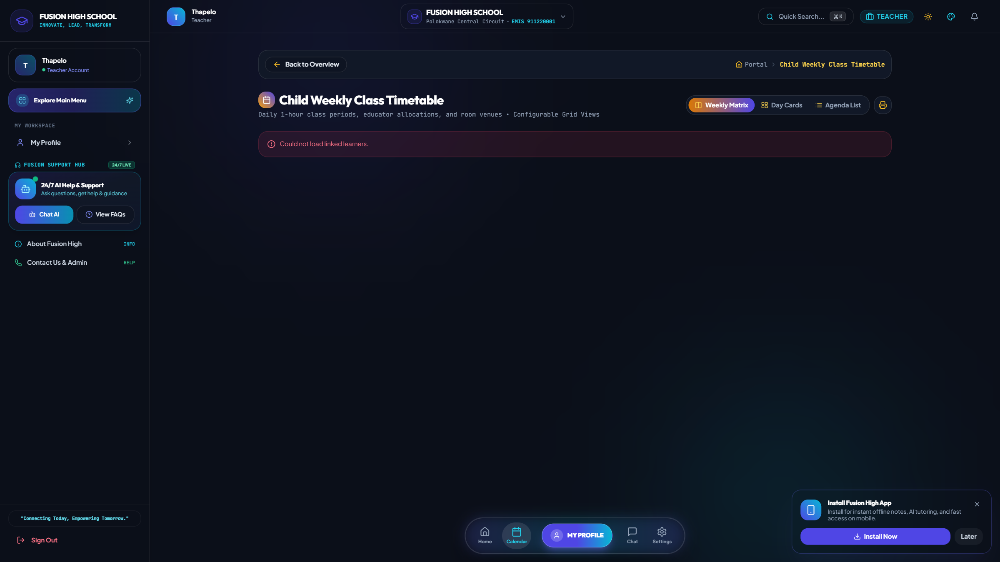 FUSION HIGH SCHOOL
INNOVATE, LEAD, TRANSFORM
T
Thapelo
Teacher Account
Explore Main Menu
MY WORKSPACE
My Profile
FUSION SUPPORT HUB
24/7 LIVE
24/7 AI Help & Support
Ask questions, get help & guidance
Chat AI
View FAQs
About Fusion High
INFO
Contact Us & Admin
HELP
"Connecting Today, Empowering Tomorrow."
Sign Out
T
Thapelo
Teacher
FUSION HIGH SCHOOL
Polokwane Central Circuit • EMIS 911220001
Quick Search...
⌘K
TEACHER
Back to Overview
Portal > Child Weekly Class Timetable
Child Weekly Class Timetable
Daily 1-hour class periods, educator allocations, and room venues • Configurable Grid Views
Weekly Matrix
Day Cards
Agenda List
Could not load linked learners.
Home
Calendar
MY PROFILE
Chat
Settings
Install Fusion High App
Install for instant offline notes, AI tutoring, and fast
access on mobile.
Install Now
Later